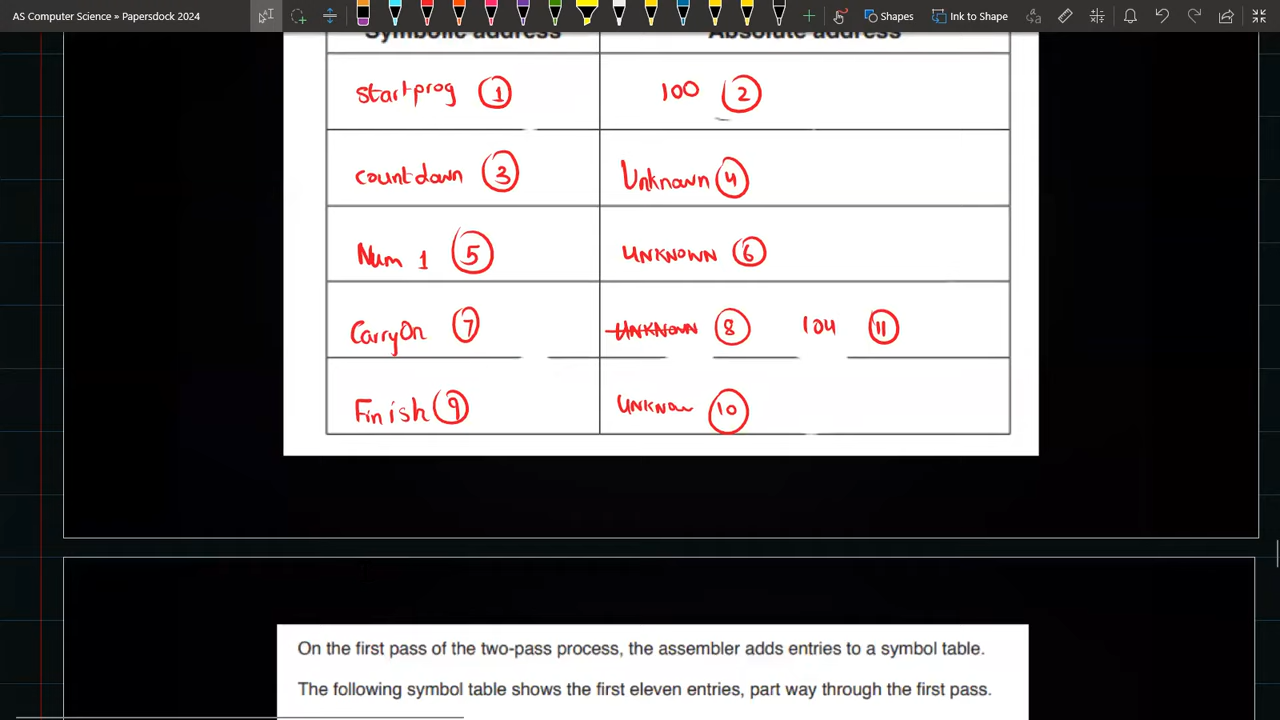 AS Computer Science » Papersdock 2024
Shapes
Ink to Shape
Symbolic address Absolute address
Startprog 1 100 2
countdown 3 Unknown 4
Num 1 5 UNKNOWN 6
CarryOn 7 UNKNOWN 8 104 11
Finish 9 UNKNOW 10
On the first pass of the two-pass process, the assembler adds entries to a symbol table.
The following symbol table shows the first eleven entries, part way through the first pass.